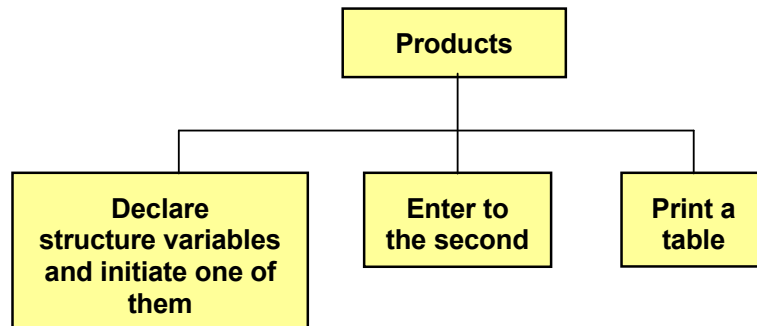 Products
Declare
structure variables
and initiate one of
them
Enter to
the second
Print a
table